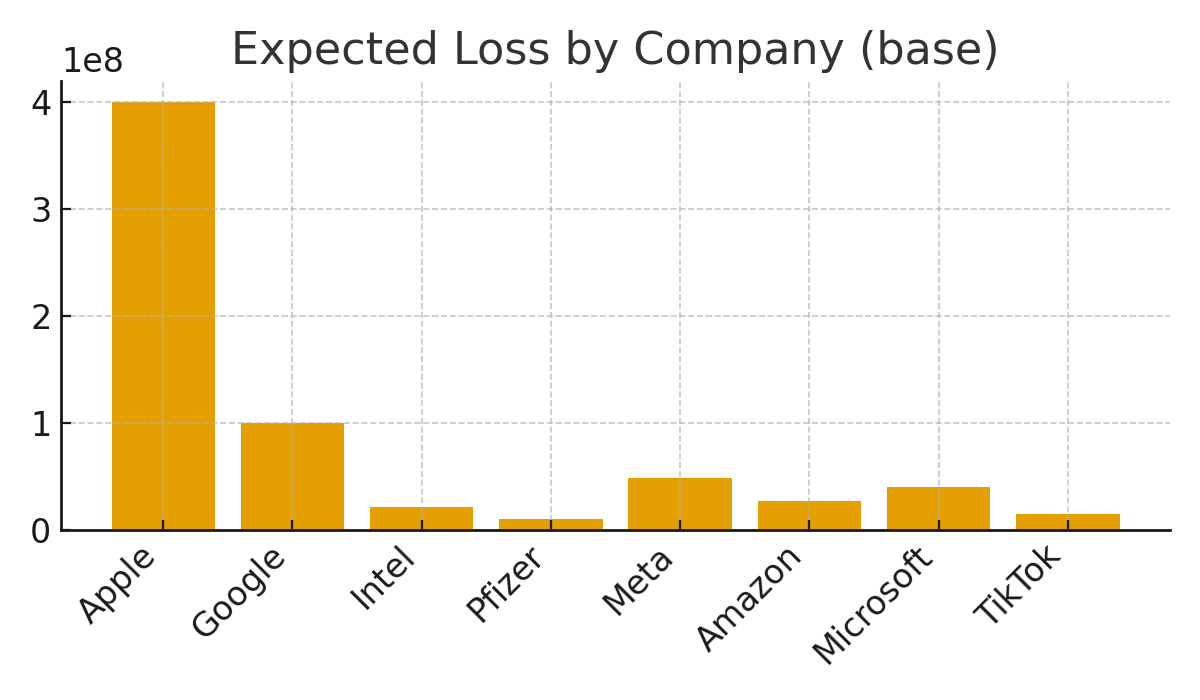 Expected Loss by Company (base)
1e8
4
3
2
1
0
Apple
Google
Intel
Pfizer
Meta
Amazon
Microsoft
TikTok